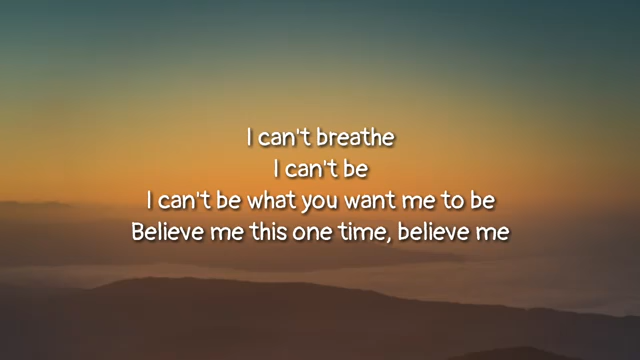 I can't breathe
I can't be
I can't be what you want me to be
Believe me this one time, believe me